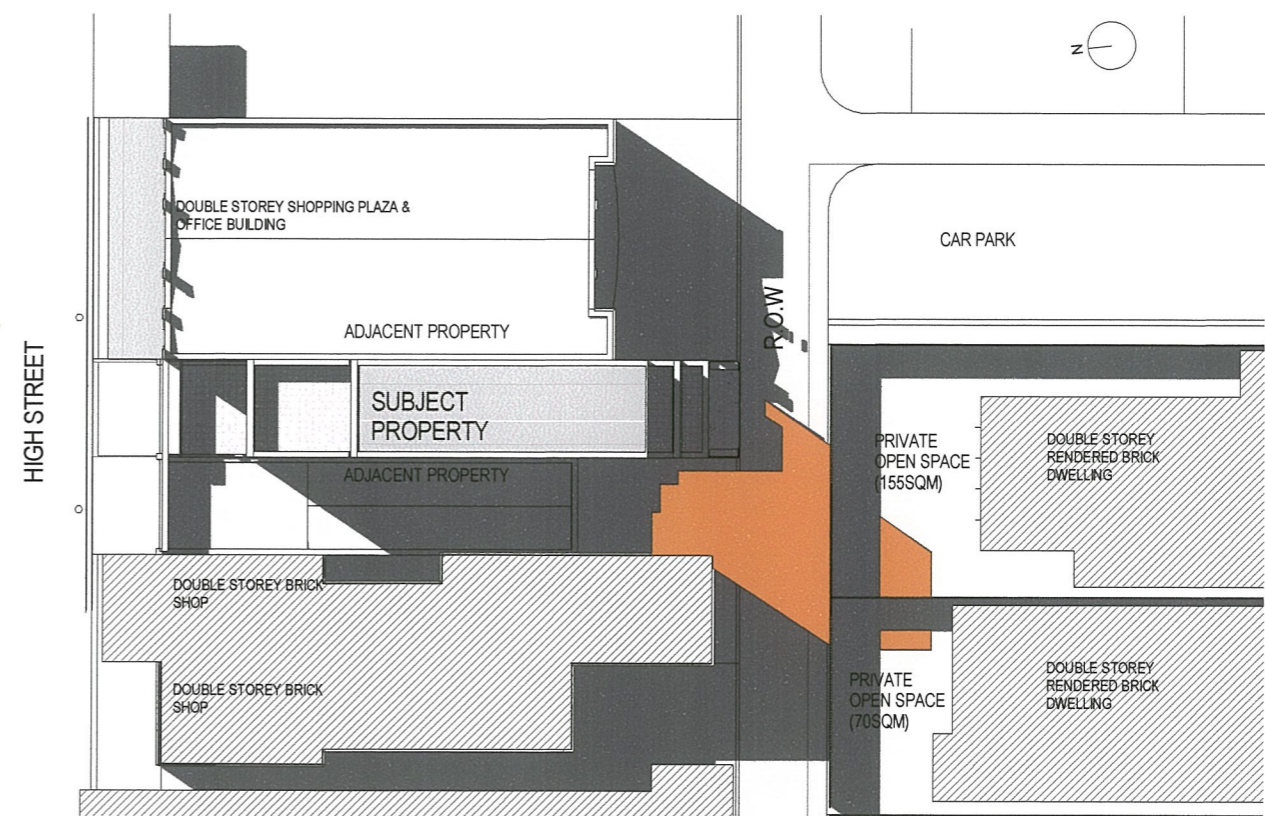 N
HIGH STREET
DOUBLE STOREY SHOPPING PLAZA &
OFFICE BUILDING
CAR PARK
R.O.W
ADJACENT PROPERTY
SUBJECT
PROPERTY
ADJACENT PROPERTY
PRIVATE
OPEN SPACE
(155SQM)
DOUBLE STOREY
RENDERED BRICK
DWELLING
DOUBLE STOREY BRICK
SHOP
DOUBLE STOREY BRICK
SHOP
PRIVATE
OPEN SPACE
(70SQM)
DOUBLE STOREY
RENDERED BRICK
DWELLING